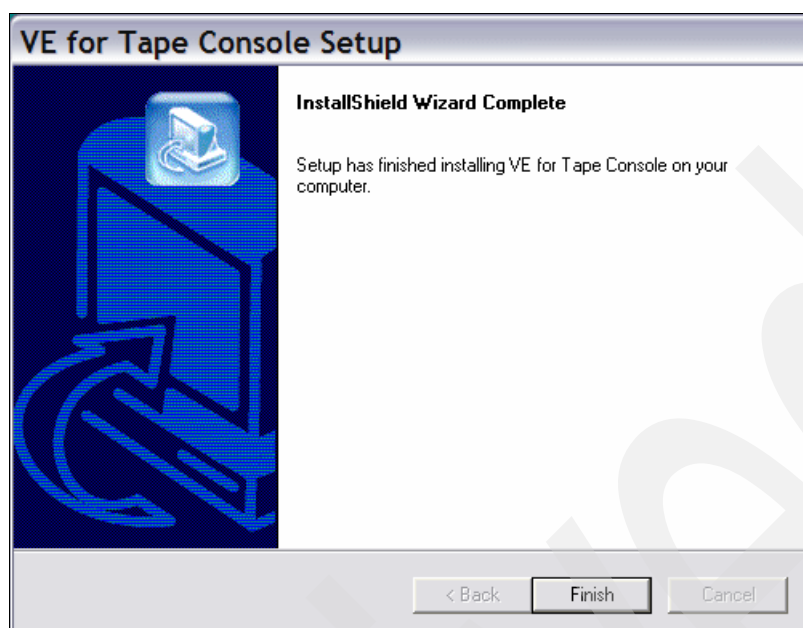 VE for Tape Console Setup
InstallShield Wizard Complete
Setup has finished installing VE for Tape Console on your
computer.
< Back Finish Cancel